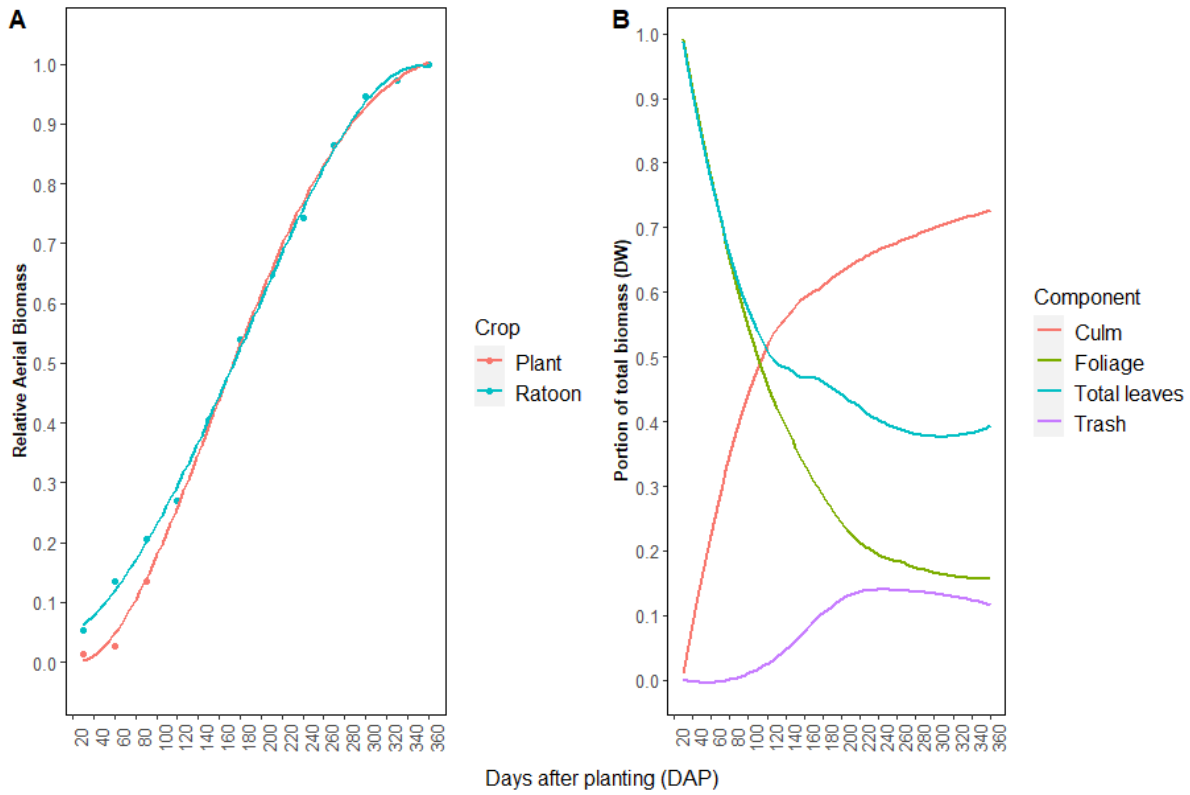 A
Relative Aerial Biomass
1.0
0.9
0.8
0.7
0.6
0.5
0.4
0.3
0.2
0.1
0.0
20 40 60 80 100 120 140 160 180 200 220 240 260 280 300 320 340 360
Crop
Plant
Ratoon
B
Portion of total biomass (DW)
1.0
0.9
0.8
0.7
0.6
0.5
0.4
0.3
0.2
0.1
0.0
20 40 60 80 100 120 140 160 180 200 220 240 260 280 300 320 340 360
Component
Culm
Foliage
Total leaves
Trash
Days after planting (DAP)